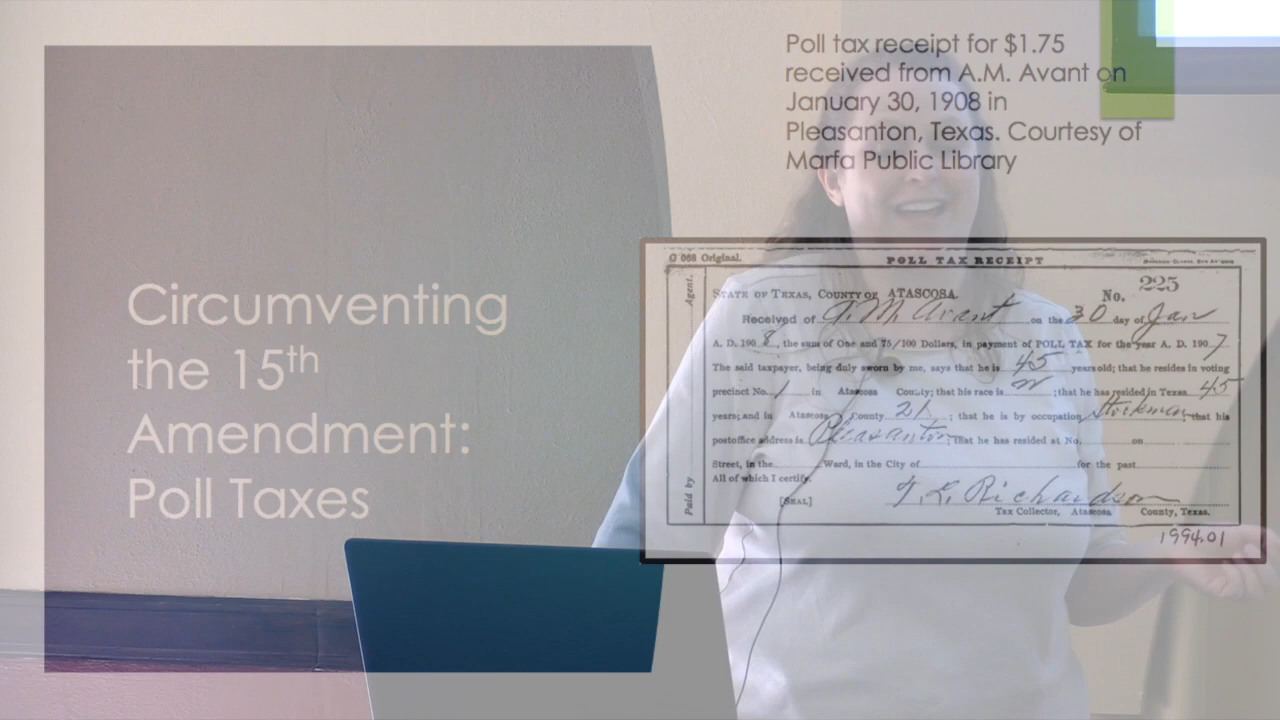 Circumventing
the 15th
Amendment:
Poll Taxes
Poll tax receipt for $1.75
received from A.M. Avant on
January 30, 1908 in
Pleasanton, Texas. Courtesy of
Marfa Public Library
O 068 Original.
POLL TAX RECEIPT
Agent.
Paid by
STATE OF TEXAS, COUNTY OF ATASCOSA.
No. 225
Received of A. M. Avant on the 30 day of Jan
A. D. 190 8, the sum of One and 75/100 Dollars, in payment of POLL TAX for the year A. D. 190 7
The said taxpayer, being duly sworn by me, says that he is 45 years old; that he resides in voting
precinct No. 1 in Atascosa County; that his race is W; that he has resided in Texas 45
years; and in Atascosa County 21; that he is by occupation Stockman that his
postoffice address is Pleasanton; that he has resided at No. on
Street, in the Ward, in the City of for the past
All of which I certify.
[SEAL] Richardson
Tax Collector, Atascosa County, Texas.
1994.01